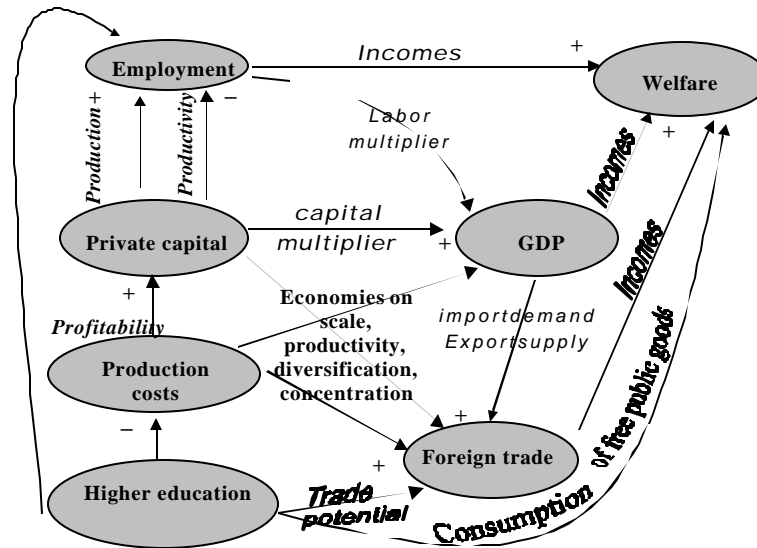 Incomes
+
Employment
Welfare
Production+
Productivity
−
Labor
multiplier
+
Incomes
capital
multiplier
+
Private capital
GDP
Incomes
+
Profitability
Economies on
scale,
productivity,
diversification,
concentration
importdemand
Exportsupply
Production
costs
−
+
+
Foreign trade
Higher education
Trade
potential
Consumption
of free public goods